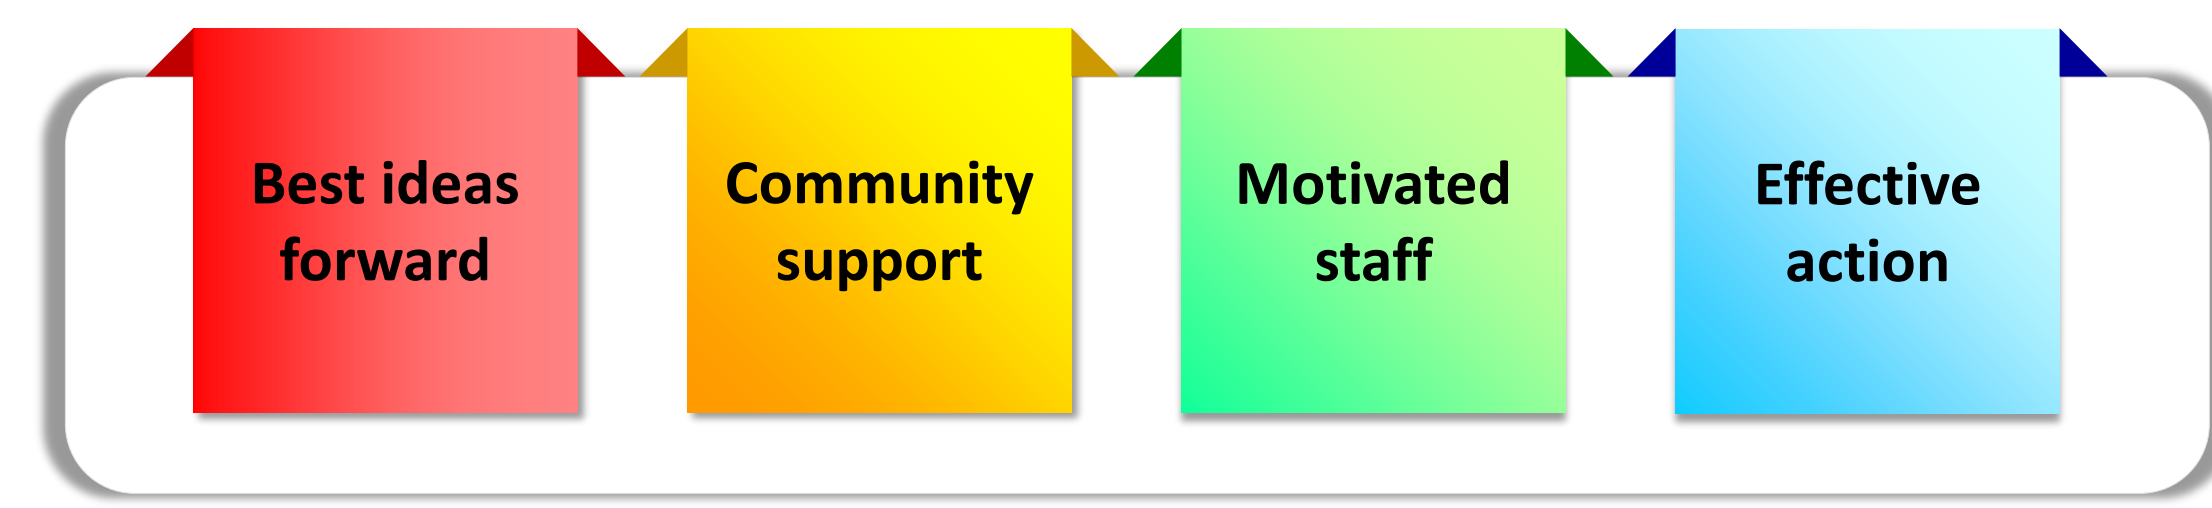 Best ideas
forward
Community
support
Motivated
staff
Effective
action